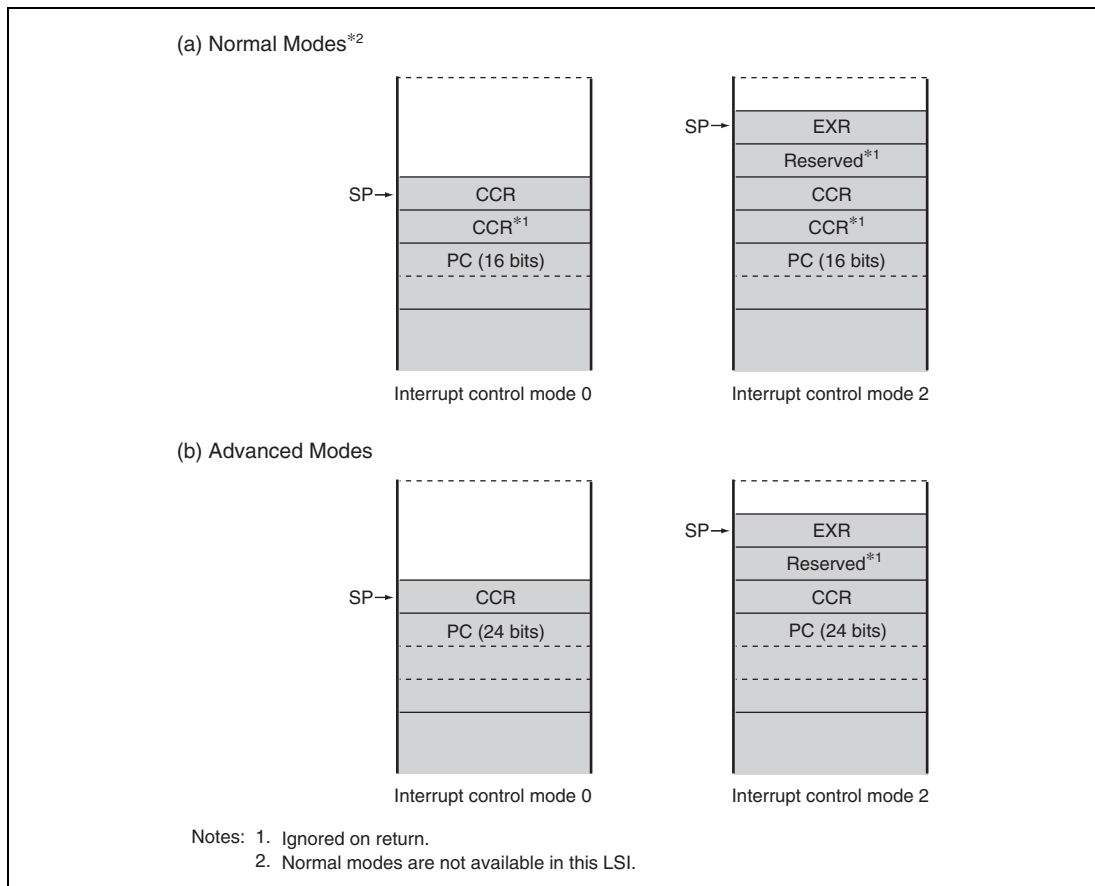 (a) Normal Modes*2
SP→ CCR
CCR*1
PC (16 bits)
Interrupt control mode 0
SP→ EXR
Reserved*1
CCR
CCR*1
PC (16 bits)
Interrupt control mode 2
(b) Advanced Modes
SP→ CCR
PC (24 bits)
Interrupt control mode 0
SP→ EXR
Reserved*1
CCR
PC (24 bits)
Interrupt control mode 2
Notes: 1. Ignored on return.
2. Normal modes are not available in this LSI.